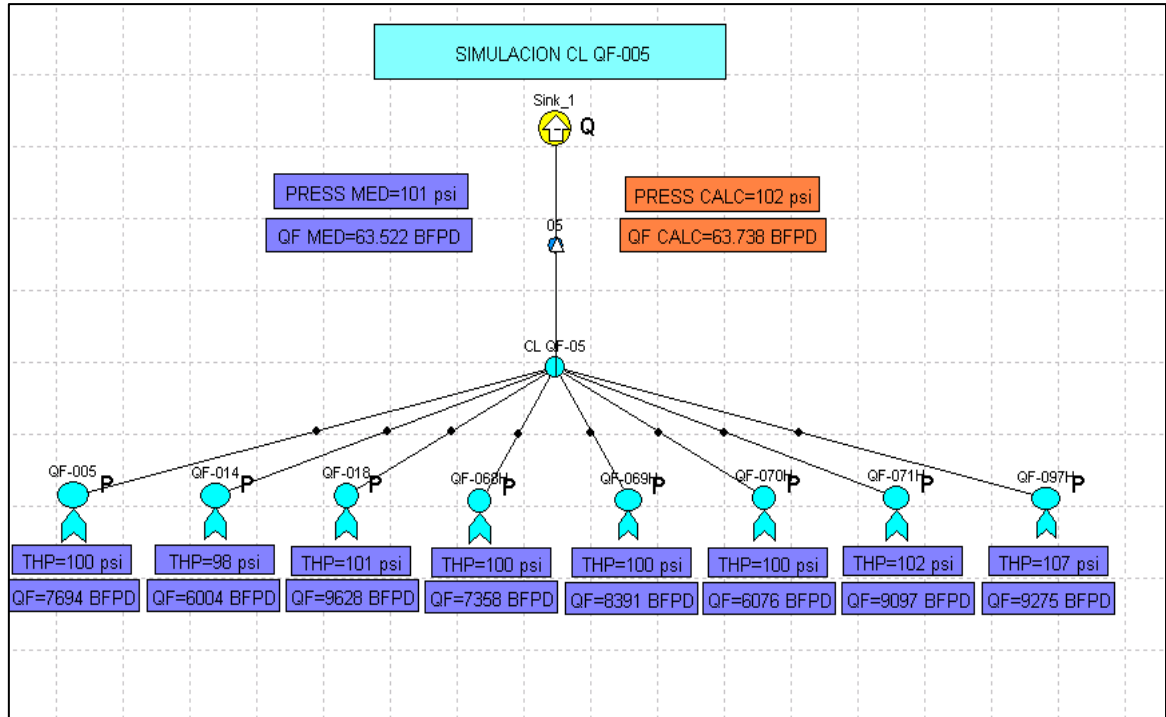 SIMULACION CL QF-005
Sink_1
Q
PRESS MED=101 psi
PRESS CALC=102 psi
QF MED=63.522 BFPD
05
QF CALC=63.738 BFPD
CL QF-05
QF-005 P
QF-014 P
QF-018 P
QF-068H P
QF-069H P
QF-070H P
QF-071H P
QF-097H P
THP=100 psi
THP=98 psi
THP=101 psi
THP=100 psi
THP=100 psi
THP=100 psi
THP=102 psi
THP=107 psi
QF=7694 BFPD
QF=6004 BFPD
QF=9628 BFPD
QF=7358 BFPD
QF=8391 BFPD
QF=6076 BFPD
QF=9097 BFPD
QF=9275 BFPD